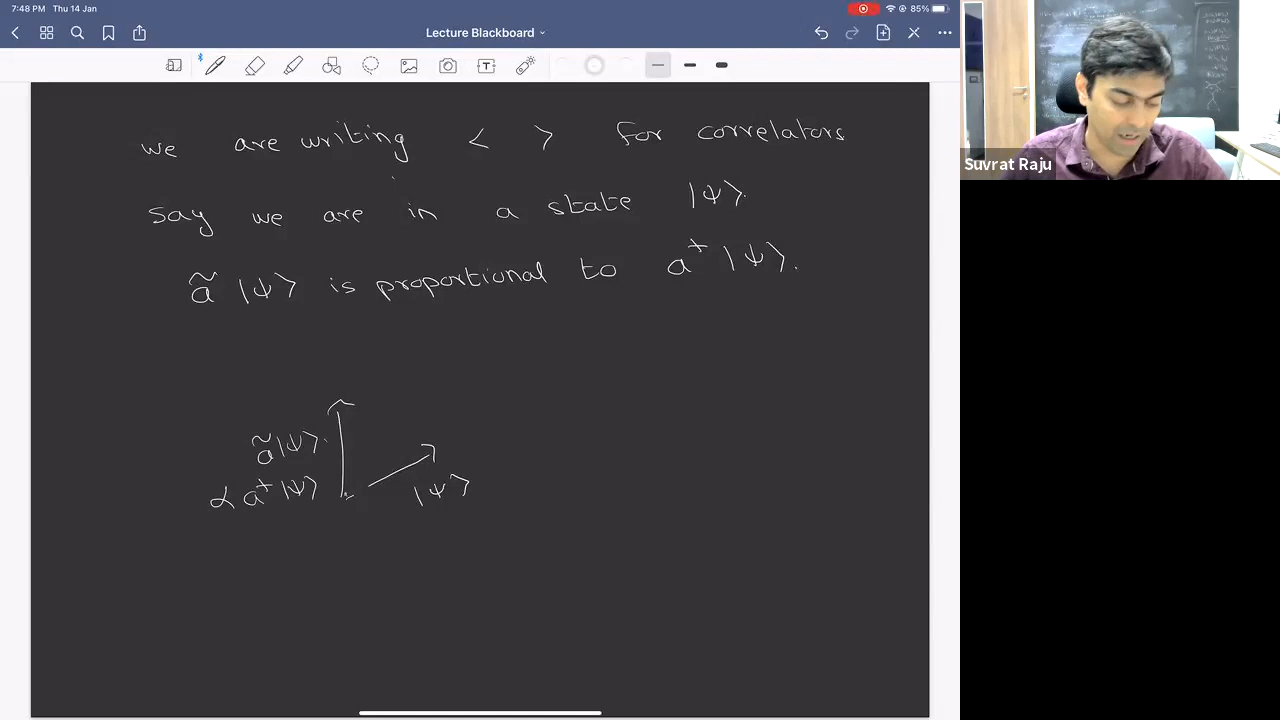 7:48 PM Thu 14 Jan
85%
Lecture Blackboard
we are writing < > for correlators
say we are in a state |Ψ⟩.
ã |Ψ⟩ is proportional to a† |Ψ⟩.
ã|Ψ⟩.
∝ a† |Ψ⟩
|Ψ⟩
Suvrat Raju